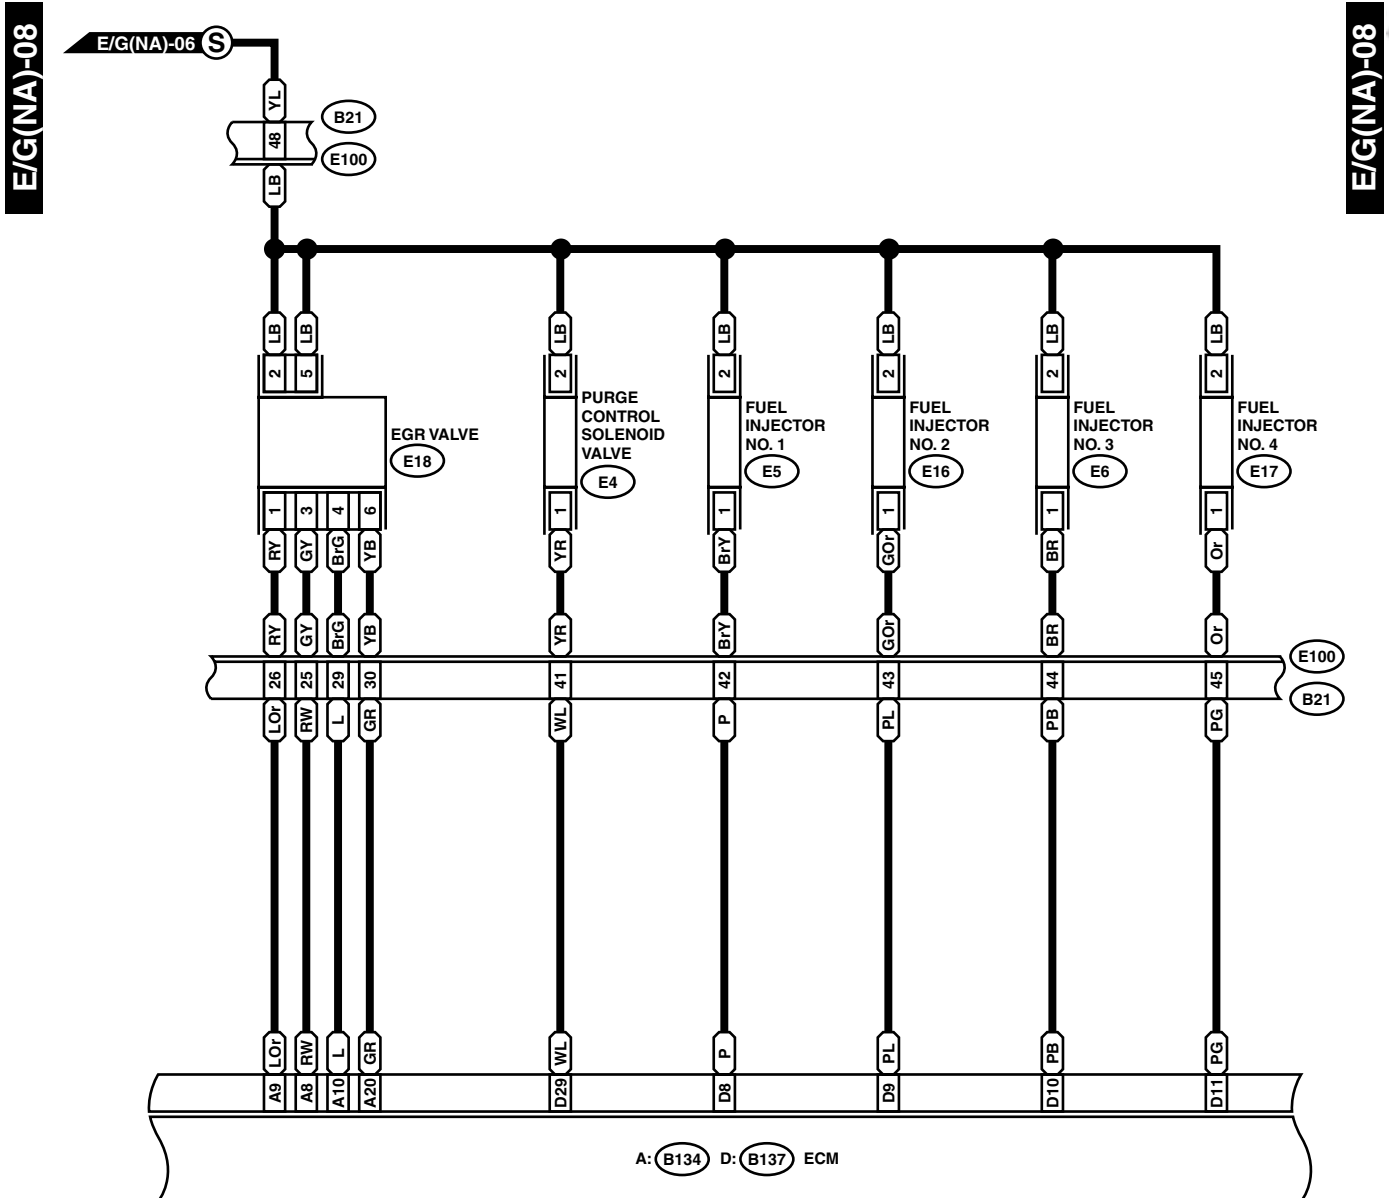 E/G(NA)-08
E/G(NA)-08
E/G(NA)-06 S
YL
B21
48
E100
LB
LB LB LB LB LB LB LB
2 5 2 2 2 2 2
EGR VALVE
E18
PURGE
CONTROL
SOLENOID
VALVE
E4
FUEL
INJECTOR
NO. 1
E5
FUEL
INJECTOR
NO. 2
E16
FUEL
INJECTOR
NO. 3
E6
FUEL
INJECTOR
NO. 4
E17
1 3 4 6 1 1 1 1 1
RY GY BrG YB YR BrY GOr BR Or
RY GY BrG YB YR BrY GOr BR Or
E100
26 25 29 30 41 42 43 44 45
B21
LOr RW L GR WL P PL PB PG
LOr RW L GR WL P PL PB PG
A9 A8 A10 A20 D29 D8 D9 D10 D11
A: B134 D: B137 ECM